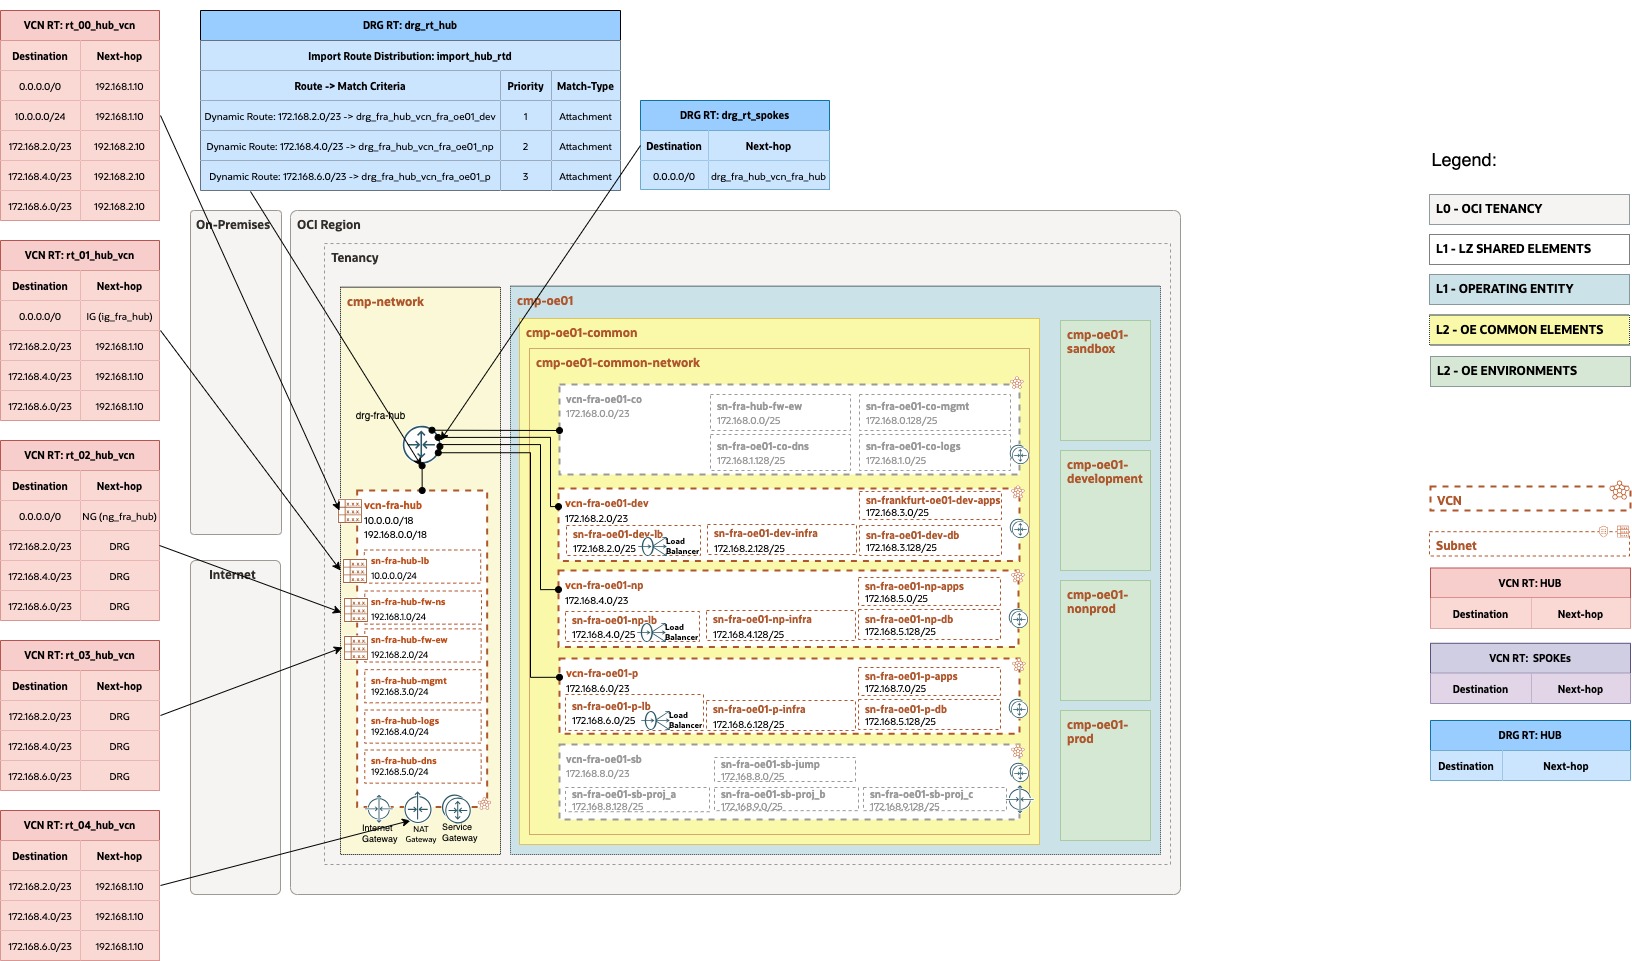 VCN RT: rt_00_hub_vcn
Destination Next-hop
0.0.0.0/0 192.168.1.10
10.0.0.0/24 192.168.1.10
172.168.2.0/23 192.168.2.10
172.168.4.0/23 192.168.2.10
172.168.6.0/23 192.168.2.10
VCN RT: rt_01_hub_vcn
Destination Next-hop
0.0.0.0/0 IG (ig_fra_hub)
172.168.2.0/23 192.168.1.10
172.168.4.0/23 192.168.1.10
172.168.6.0/23 192.168.1.10
VCN RT: rt_02_hub_vcn
Destination Next-hop
0.0.0.0/0 NG (ng_fra_hub)
172.168.2.0/23 DRG
172.168.4.0/23 DRG
172.168.6.0/23 DRG
VCN RT: rt_03_hub_vcn
Destination Next-hop
172.168.2.0/23 DRG
172.168.4.0/23 DRG
172.168.6.0/23 DRG
VCN RT: rt_04_hub_vcn
Destination Next-hop
172.168.2.0/23 192.168.1.10
172.168.4.0/23 192.168.1.10
172.168.6.0/23 192.168.1.10
DRG RT: drg_rt_hub
Import Route Distribution: import_hub_rtd
Route -> Match Criteria Priority Match-Type
Dynamic Route: 172.168.2.0/23 -> drg_fra_hub_vcn_fra_oe01_dev 1 Attachment
Dynamic Route: 172.168.4.0/23 -> drg_fra_hub_vcn_fra_oe01_np 2 Attachment
Dynamic Route: 172.168.6.0/23 -> drg_fra_hub_vcn_fra_oe01_p 3 Attachment
DRG RT: drg_rt_spokes
Destination Next-hop
0.0.0.0/0 drg_fra_hub_vcn_fra_hub
On-Premises
Internet
OCI Region
Tenancy
cmp-network
drg-fra-hub
vcn-fra-hub
10.0.0.0/18
192.168.0.0/18
sn-fra-hub-lb
10.0.0.0/24
sn-fra-hub-fw-ns
192.168.1.0/24
sn-fra-hub-fw-ew
192.168.2.0/24
sn-fra-hub-mgmt
192.168.3.0/24
sn-fra-hub-logs
192.168.4.0/24
sn-fra-hub-dns
192.168.5.0/24
Internet
Gateway
NAT
Gateway
Service
Gateway
cmp-oe01
cmp-oe01-common
cmp-oe01-common-network
vcn-fra-oe01-co
172.168.0.0/23
sn-fra-hub-fw-ew
172.168.0.0/25
sn-fra-oe01-co-mgmt
172.168.0.128/25
sn-fra-oe01-co-dns
172.168.1.128/25
sn-fra-oe01-co-logs
172.168.1.0/25
vcn-fra-oe01-dev
172.168.2.0/23
sn-frankfurt-oe01-dev-apps
172.168.3.0/25
sn-fra-oe01-dev-lb
172.168.2.0/25
Load
Balancer
sn-fra-oe01-dev-infra
172.168.2.128/25
sn-fra-oe01-dev-db
172.168.3.128/25
vcn-fra-oe01-np
172.168.4.0/23
sn-fra-oe01-np-apps
172.168.5.0/25
sn-fra-oe01-np-lb
172.168.4.0/25
Load
Balancer
sn-fra-oe01-np-infra
172.168.4.128/25
sn-fra-oe01-np-db
172.168.5.128/25
vcn-fra-oe01-p
172.168.6.0/23
sn-fra-oe01-p-apps
172.168.7.0/25
sn-fra-oe01-p-lb
172.168.6.0/25
Load
Balancer
sn-fra-oe01-p-infra
172.168.6.128/25
sn-fra-oe01-p-db
172.168.5.128/25
vcn-fra-oe01-sb
172.168.8.0/23
sn-fra-oe01-sb-jump
172.168.8.0/25
sn-fra-oe01-sb-proj_a
172.168.8.128/25
sn-fra-oe01-sb-proj_b
172.168.9.0/25
sn-fra-oe01-sb-proj_c
172.168.9.128/25
cmp-oe01-
sandbox
cmp-oe01-
development
cmp-oe01-
nonprod
cmp-oe01-
prod
Legend:
L0 - OCI TENANCY
L1 - LZ SHARED ELEMENTS
L1 - OPERATING ENTITY
L2 - OE COMMON ELEMENTS
L2 - OE ENVIRONMENTS
VCN
Subnet
VCN RT: HUB
Destination Next-hop
VCN RT: SPOKEs
Destination Next-hop
DRG RT: HUB
Destination Next-hop